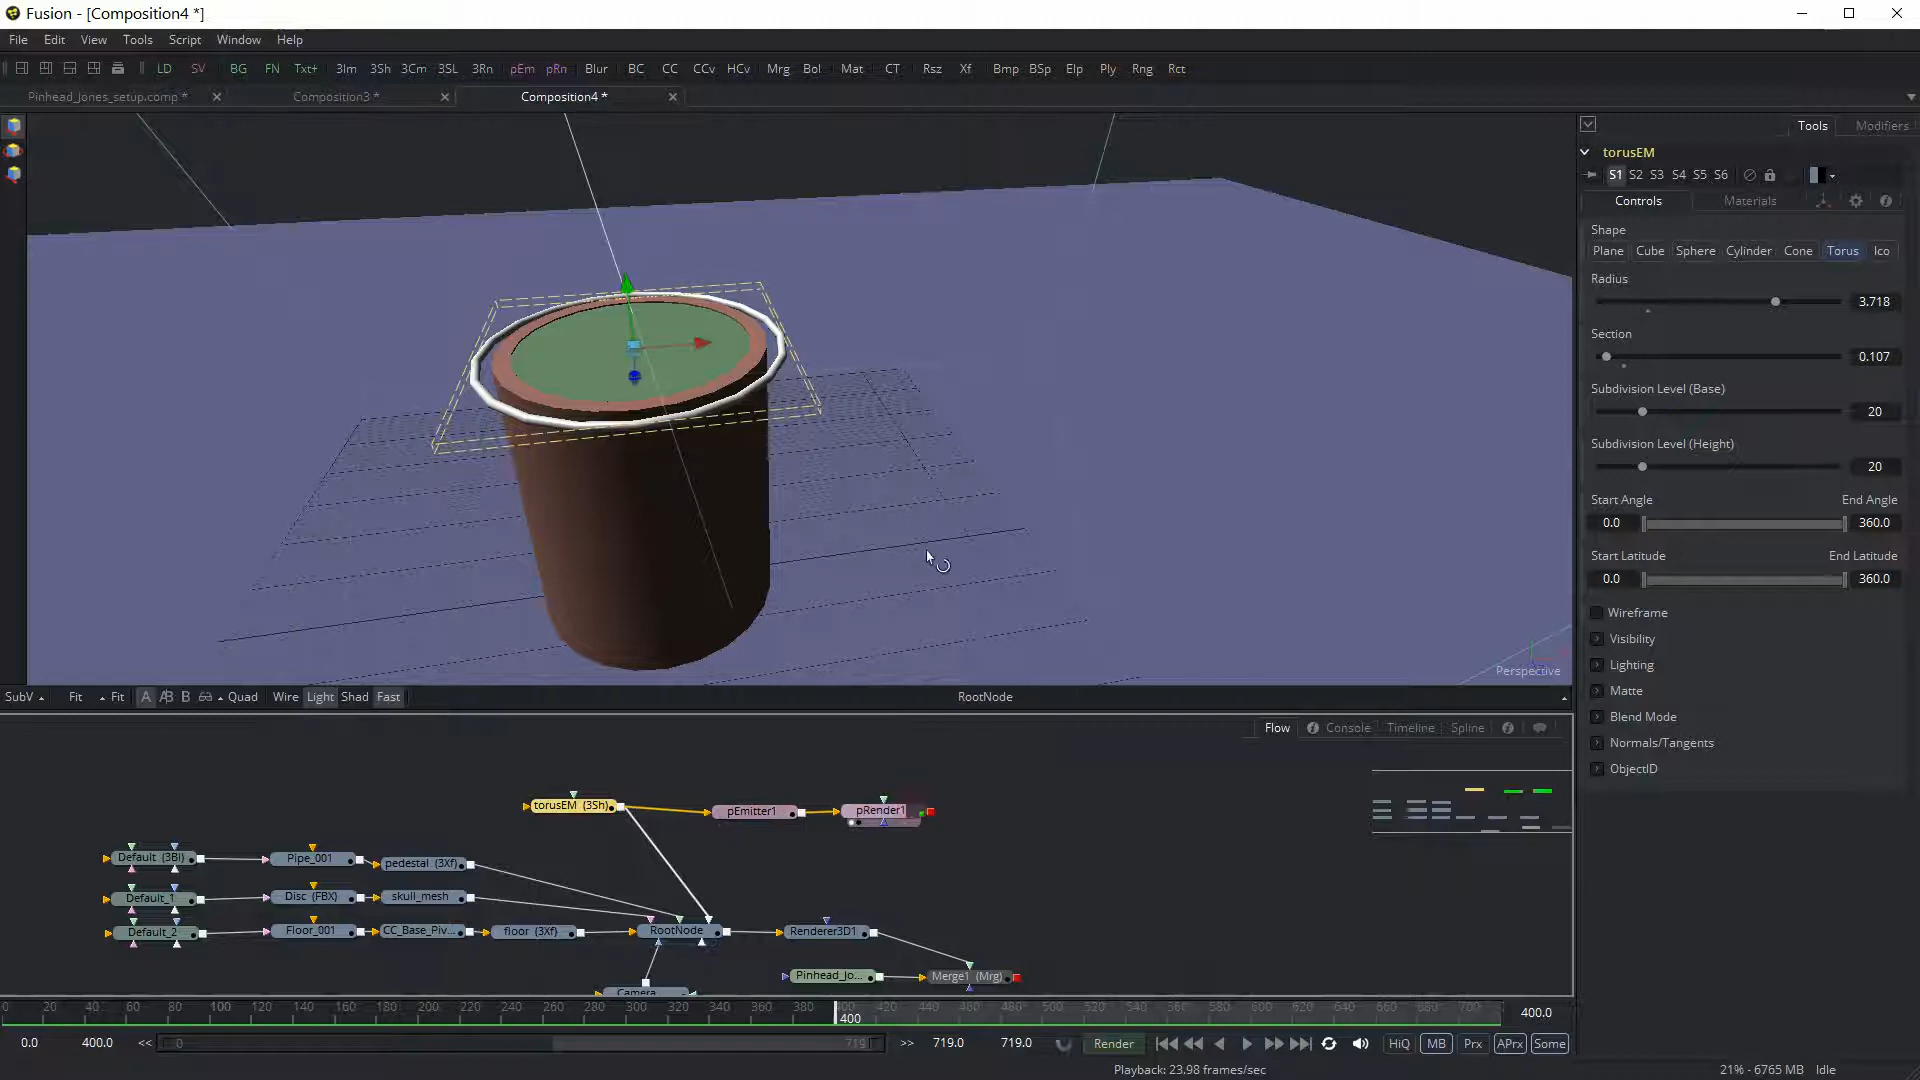 Fusion - [Composition4 *]
File Edit View Tools Script Window Help
LD SV BG FN Txt+ 3Im 3Sh 3Cm 3SL 3Rn pEm pRn Blur BC CC CCv HCv Mrg Bol Mat CT Rsz Xf Bmp BSp Elp Ply Rng Rct
Pinhead_Jones_setup.comp * Composition3 * Composition4 *
Tools Modifiers
torusEM
S1 S2 S3 S4 S5 S6
Controls Materials
Shape
Plane Cube Sphere Cylinder Cone Torus Ico
Radius
3.718
Section
0.107
Subdivision Level (Base)
20
Subdivision Level (Height)
20
Start Angle End Angle
0.0 360.0
Start Latitude End Latitude
0.0 360.0
Wireframe
Visibility
Lighting
Matte
Blend Mode
Normals/Tangents
ObjectID
Perspective
SubV Fit Fit A B Quad Wire Light Shad Fast RootNode
Flow Console Timeline Spline
torusEM (3Sh) pEmitter1 pRender1
Default (3Bl) Pipe_001 pedestal (3Xf)
Default_1 Disc (FBX) skull_mesh
Default_2 Floor_001 CC_Base_Piv... floor (3Xf) RootNode Renderer3D1
Pinhead_Jo... Merge1 (Mrg)
Camera
0 20 40 60 80 100 120 140 160 180 200 220 240 260 280 300 320 340 360 380 400 420 440 460 480 500 520 540 560 580 600 620 640 660 680 700
400 400.0
0.0 400.0 << 0 719 >> 719.0 719.0 Render HiQ MB Prx APrx Some
Playback: 23.98 frames/sec 21% - 6765 MB Idle